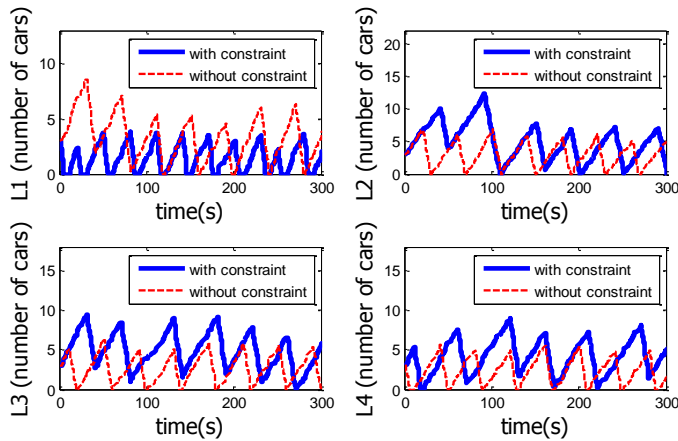 L1 (number of cars)
10
5
0
with constraint
without constraint
0 100 200 300
time(s)
L2 (number of cars)
20
15
10
5
0
with constraint
without constraint
0 100 200 300
time(s)
L3 (number of cars)
15
10
5
0
with constraint
without constraint
0 100 200 300
time(s)
L4 (number of cars)
15
10
5
0
with constraint
without constraint
0 100 200 300
time(s)